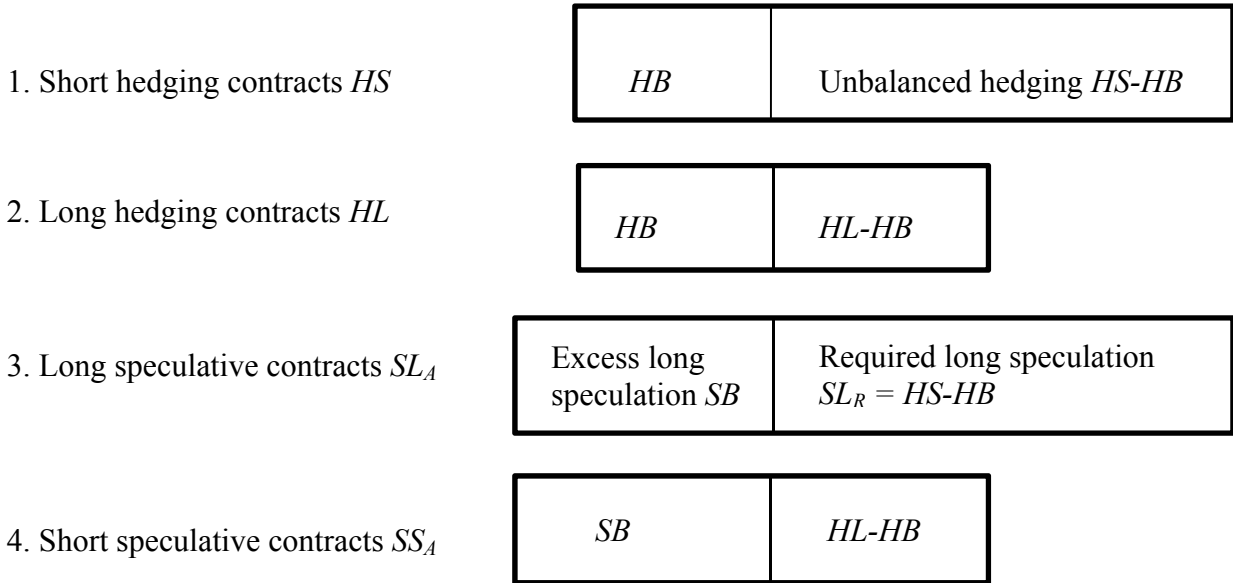 1. Short hedging contracts HS
HB
Unbalanced hedging HS-HB
2. Long hedging contracts HL
HB
HL-HB
3. Long speculative contracts SLA
Excess long
speculation SB
Required long speculation
SLR = HS-HB
4. Short speculative contracts SSA
SB
HL-HB